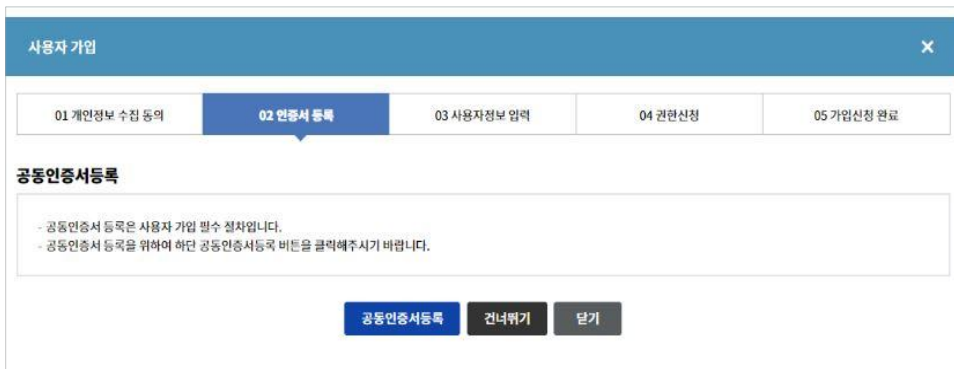 사용자 가입
×
01 개인정보 수집 동의
02 인증서 등록
03 사용자정보 입력
04 권한신청
05 가입신청 완료
공동인증서등록
- 공동인증서 등록은 사용자 가입 필수 절차입니다.
- 공동인증서 등록을 위하여 하단 공동인증서등록 버튼을 클릭해주시기 바랍니다.
공동인증서등록
건너뛰기
닫기